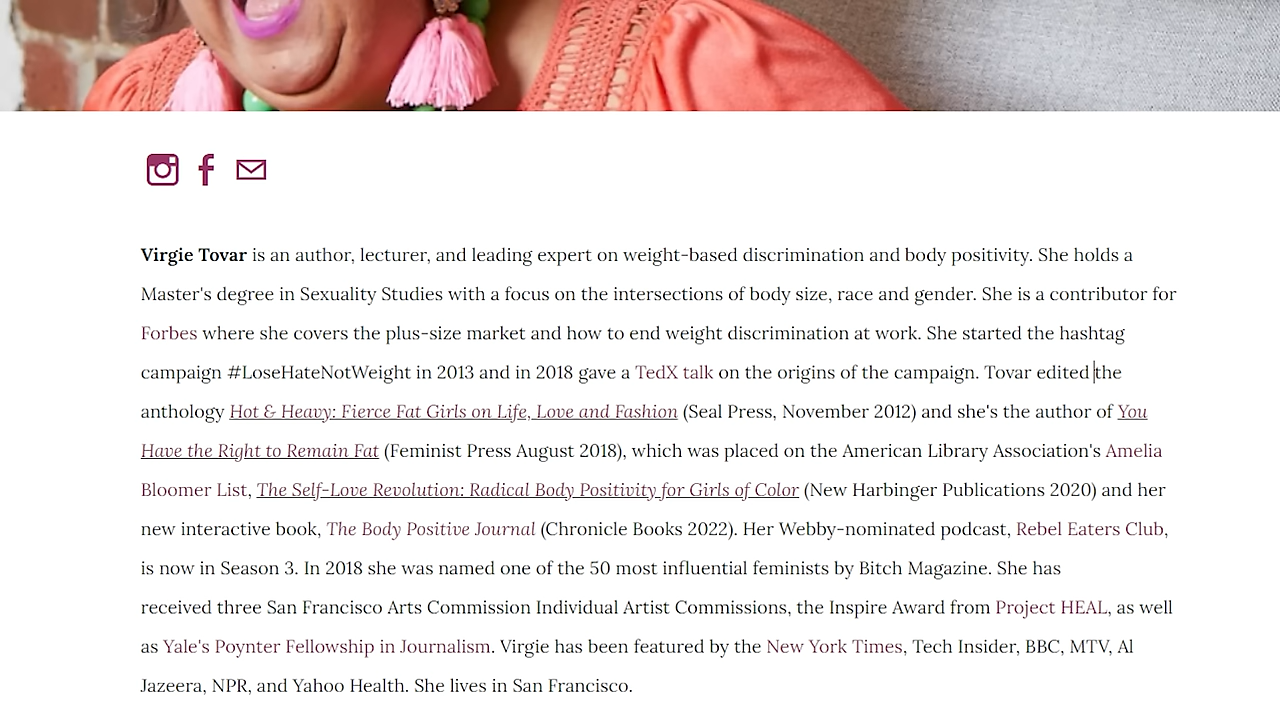 Virgie Tovar is an author, lecturer, and leading expert on weight-based discrimination and body positivity. She holds a
Master's degree in Sexuality Studies with a focus on the intersections of body size, race and gender. She is a contributor for
Forbes where she covers the plus-size market and how to end weight discrimination at work. She started the hashtag
campaign #LoseHateNotWeight in 2013 and in 2018 gave a TedX talk on the origins of the campaign. Tovar edited the
anthology Hot & Heavy: Fierce Fat Girls on Life, Love and Fashion (Seal Press, November 2012) and she's the author of You
Have the Right to Remain Fat (Feminist Press August 2018), which was placed on the American Library Association's Amelia
Bloomer List, The Self-Love Revolution: Radical Body Positivity for Girls of Color (New Harbinger Publications 2020) and her
new interactive book, The Body Positive Journal (Chronicle Books 2022). Her Webby-nominated podcast, Rebel Eaters Club,
is now in Season 3. In 2018 she was named one of the 50 most influential feminists by Bitch Magazine. She has
received three San Francisco Arts Commission Individual Artist Commissions, the Inspire Award from Project HEAL, as well
as Yale's Poynter Fellowship in Journalism. Virgie has been featured by the New York Times, Tech Insider, BBC, MTV, Al
Jazeera, NPR, and Yahoo Health. She lives in San Francisco.